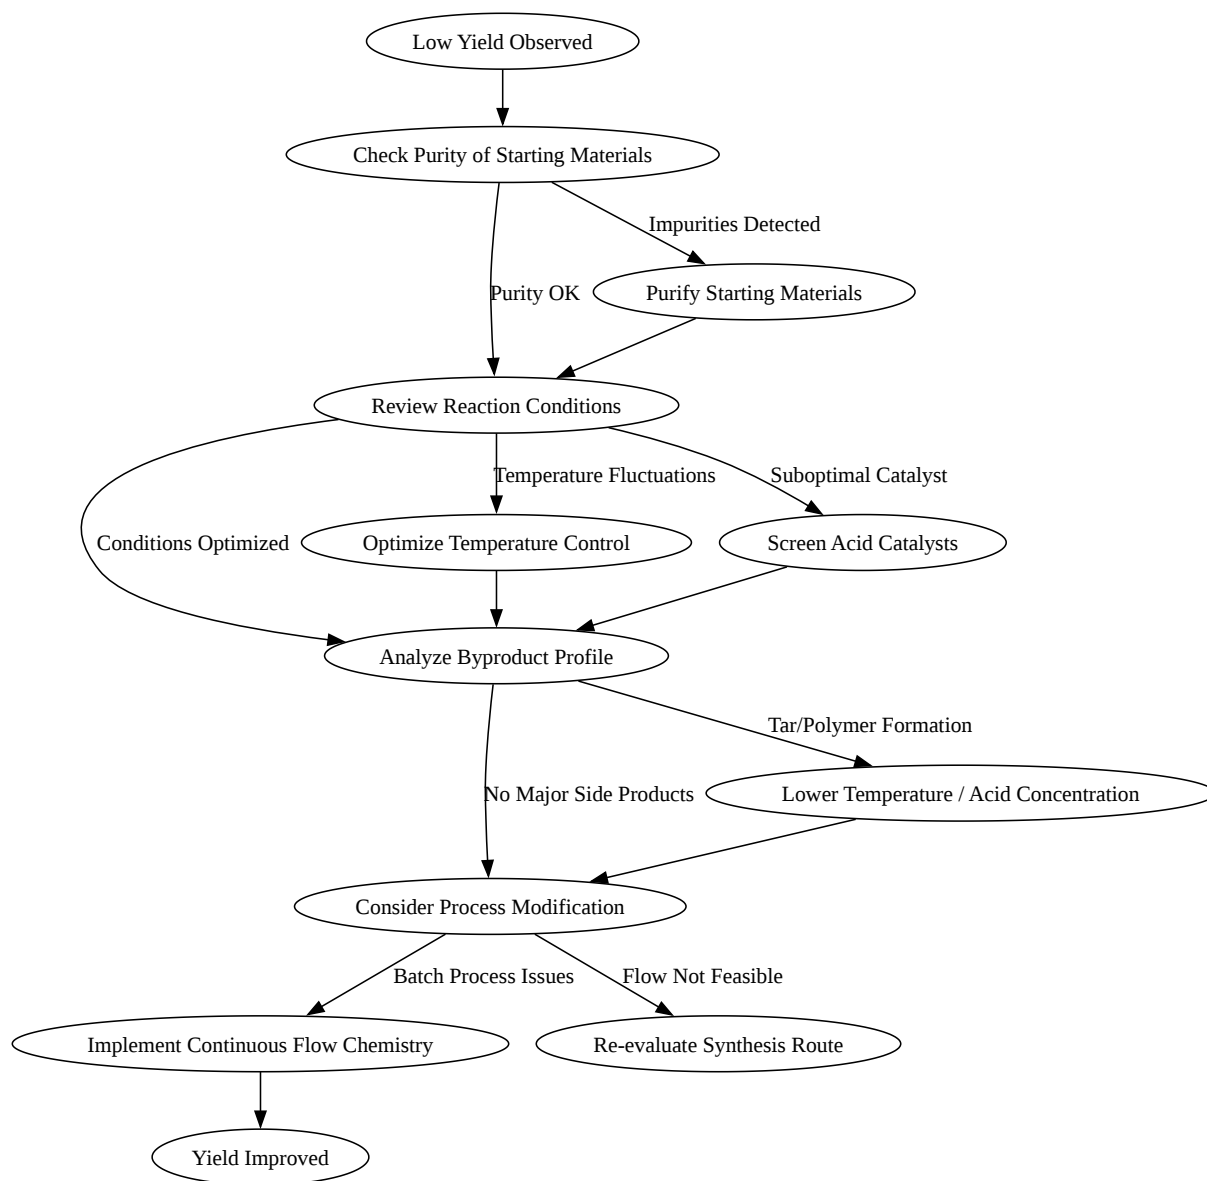 Low Yield Observed
Check Purity of Starting Materials
Impurities Detected
Purity OK
Purify Starting Materials
Review Reaction Conditions
Temperature Fluctuations
Suboptimal Catalyst
Conditions Optimized
Optimize Temperature Control
Screen Acid Catalysts
Analyze Byproduct Profile
Tar/Polymer Formation
No Major Side Products
Lower Temperature / Acid Concentration
Consider Process Modification
Batch Process Issues
Flow Not Feasible
Implement Continuous Flow Chemistry
Re-evaluate Synthesis Route
Yield Improved